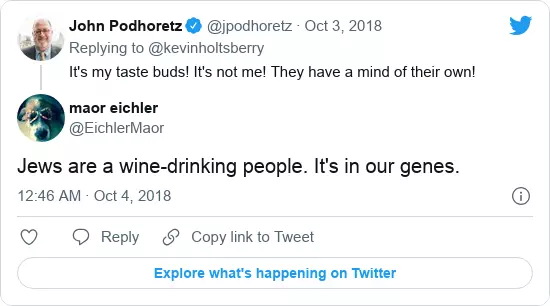 John Podhoretz @jpodhoretz · Oct 3, 2018
Replying to @kevinholtsberry
It's my taste buds! It's not me! They have a mind of their own!
maor eichler
@EichlerMaor
Jews are a wine-drinking people. It's in our genes.
12:46 AM · Oct 4, 2018
Reply Copy link to Tweet
Explore what's happening on Twitter